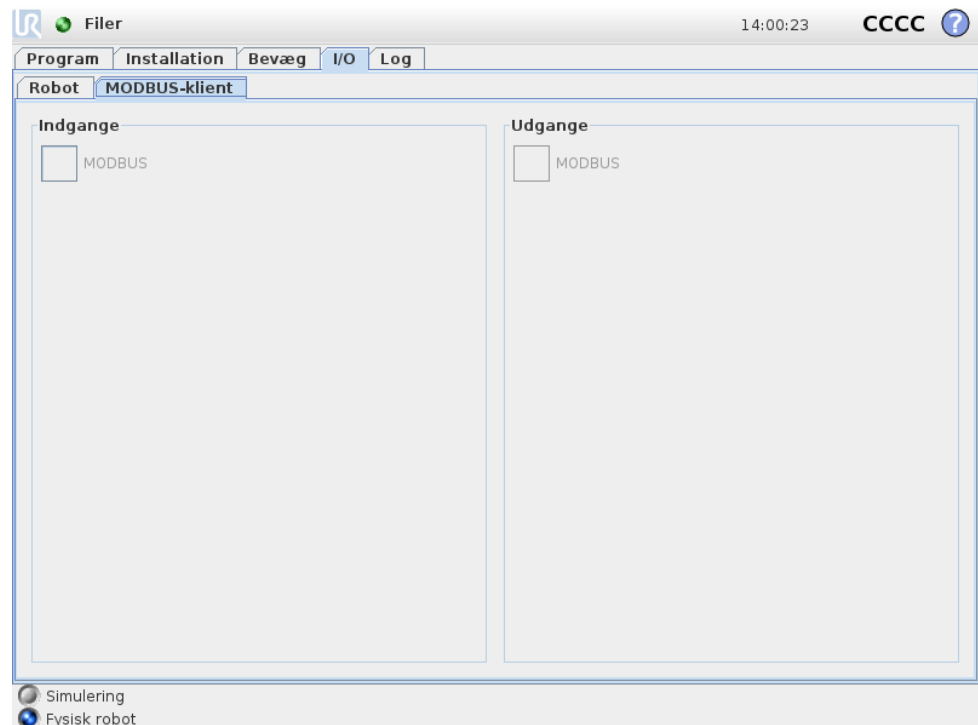 UR Filer 14:00:23 CCCC ?
Program Installation Bevæg I/O Log
Robot MODBUS-klient
Indgange Udgange
MODBUS MODBUS
Simulering
Fysisk robot